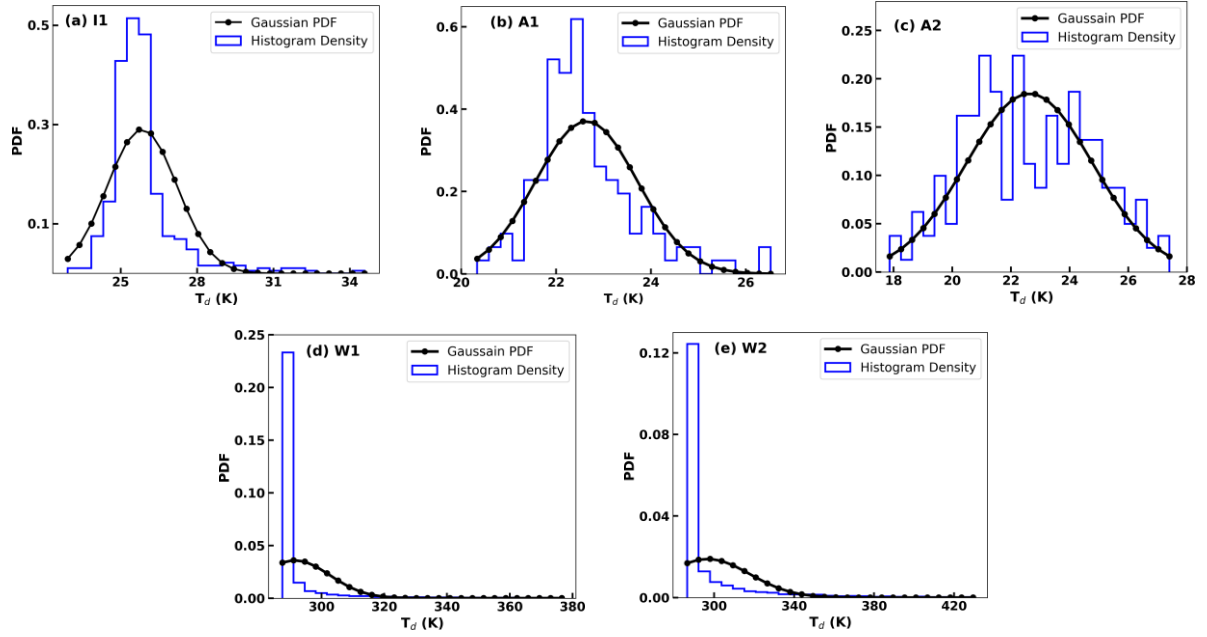 (a) I1
Gaussian PDF
Histogram Density
PDF
0.5
0.3
0.1
25
28
31
34
T_d (K)
(b) A1
Gaussian PDF
Histogram Density
PDF
0.6
0.4
0.2
0.0
20
22
24
26
T_d (K)
(c) A2
Gaussain PDF
Histogram Density
PDF
0.25
0.20
0.15
0.10
0.05
0.00
18
20
22
24
26
28
T_d (K)
(d) W1
Gaussain PDF
Histogram Density
PDF
0.25
0.20
0.15
0.10
0.05
0.00
300
320
340
360
380
T_d (K)
(e) W2
Gaussian PDF
Histogram Density
PDF
0.12
0.08
0.04
0.00
300
340
380
420
T_d (K)